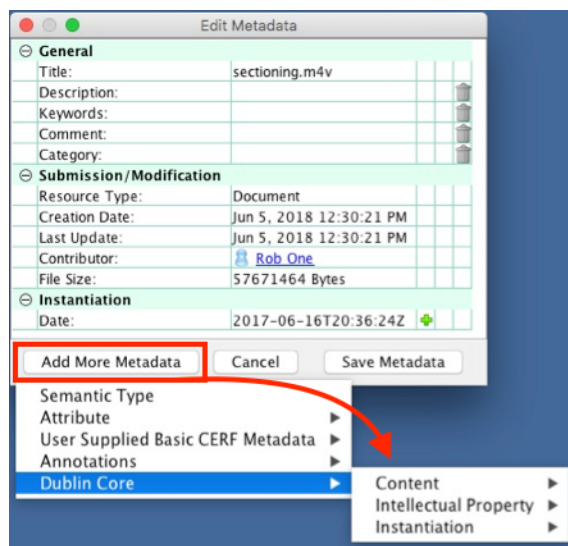 Edit Metadata
General
Title: sectioning.m4v
Description:
Keywords:
Comment:
Category:
Submission/Modification
Resource Type: Document
Creation Date: Jun 5, 2018 12:30:21 PM
Last Update: Jun 5, 2018 12:30:21 PM
Contributor: Rob One
File Size: 57671464 Bytes
Instantiation
Date: 2017-06-16T20:36:24Z
Add More Metadata Cancel Save Metadata
Semantic Type
Attribute
User Supplied Basic CERF Metadata
Annotations
Dublin Core
Content
Intellectual Property
Instantiation